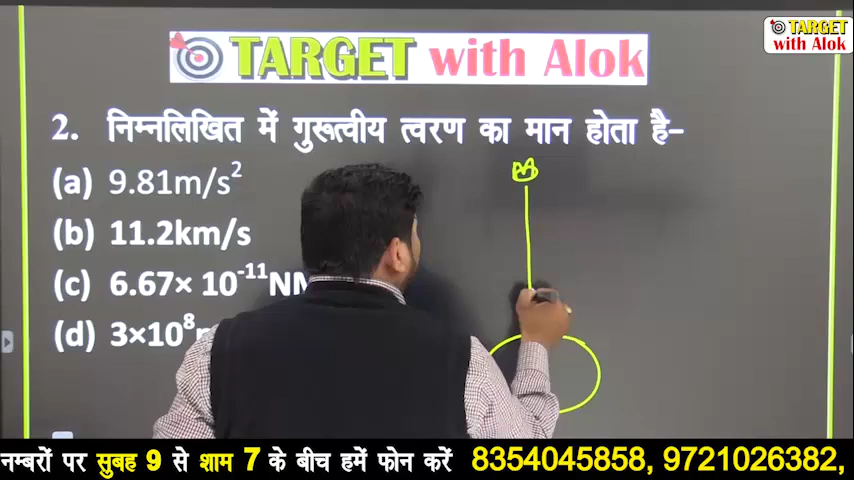 TARGET with Alok
TARGET
with Alok
2. निम्नलिखित में गुरूत्वीय त्वरण का मान होता है-
(a) 9.81m/s²
(b) 11.2km/s
(c) 6.67× 10⁻¹¹
(d) 3×10⁸
नम्बरों पर सुबह 9 से शाम 7 के बीच हमें फोन करें 8354045858, 9721026382,